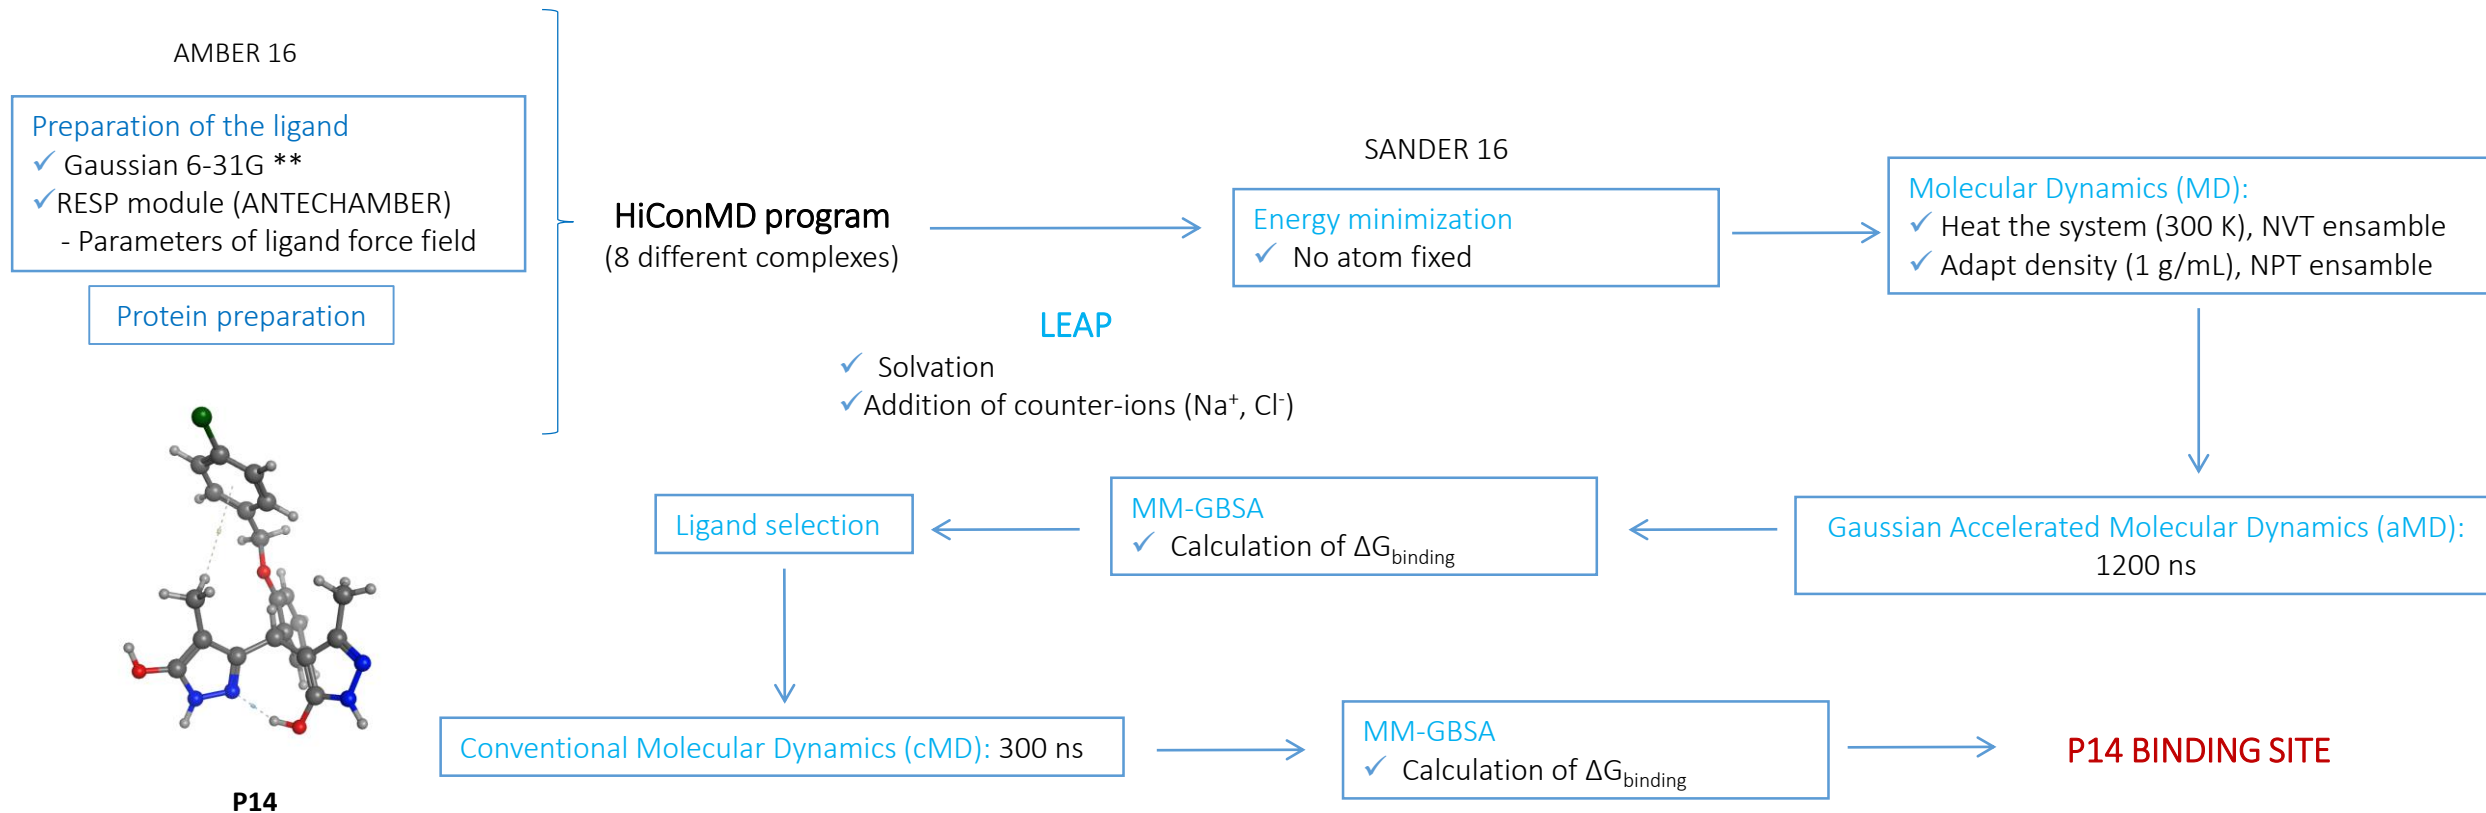 AMBER 16
Preparation of the ligand
✓ Gaussian 6-31G **
✓ RESP module (ANTECHAMBER)
- Parameters of ligand force field
Protein preparation
HiConMD program
(8 different complexes)
LEAP
✓ Solvation
✓ Addition of counter-ions (Na⁺, Cl⁻)
SANDER 16
Energy minimization
✓ No atom fixed
Molecular Dynamics (MD):
✓ Heat the system (300 K), NVT ensamble
✓ Adapt density (1 g/mL), NPT ensamble
Gaussian Accelerated Molecular Dynamics (aMD):
1200 ns
MM-GBSA
✓ Calculation of ΔG_binding
Ligand selection
Conventional Molecular Dynamics (cMD): 300 ns
MM-GBSA
✓ Calculation of ΔG_binding
P14 BINDING SITE
P14